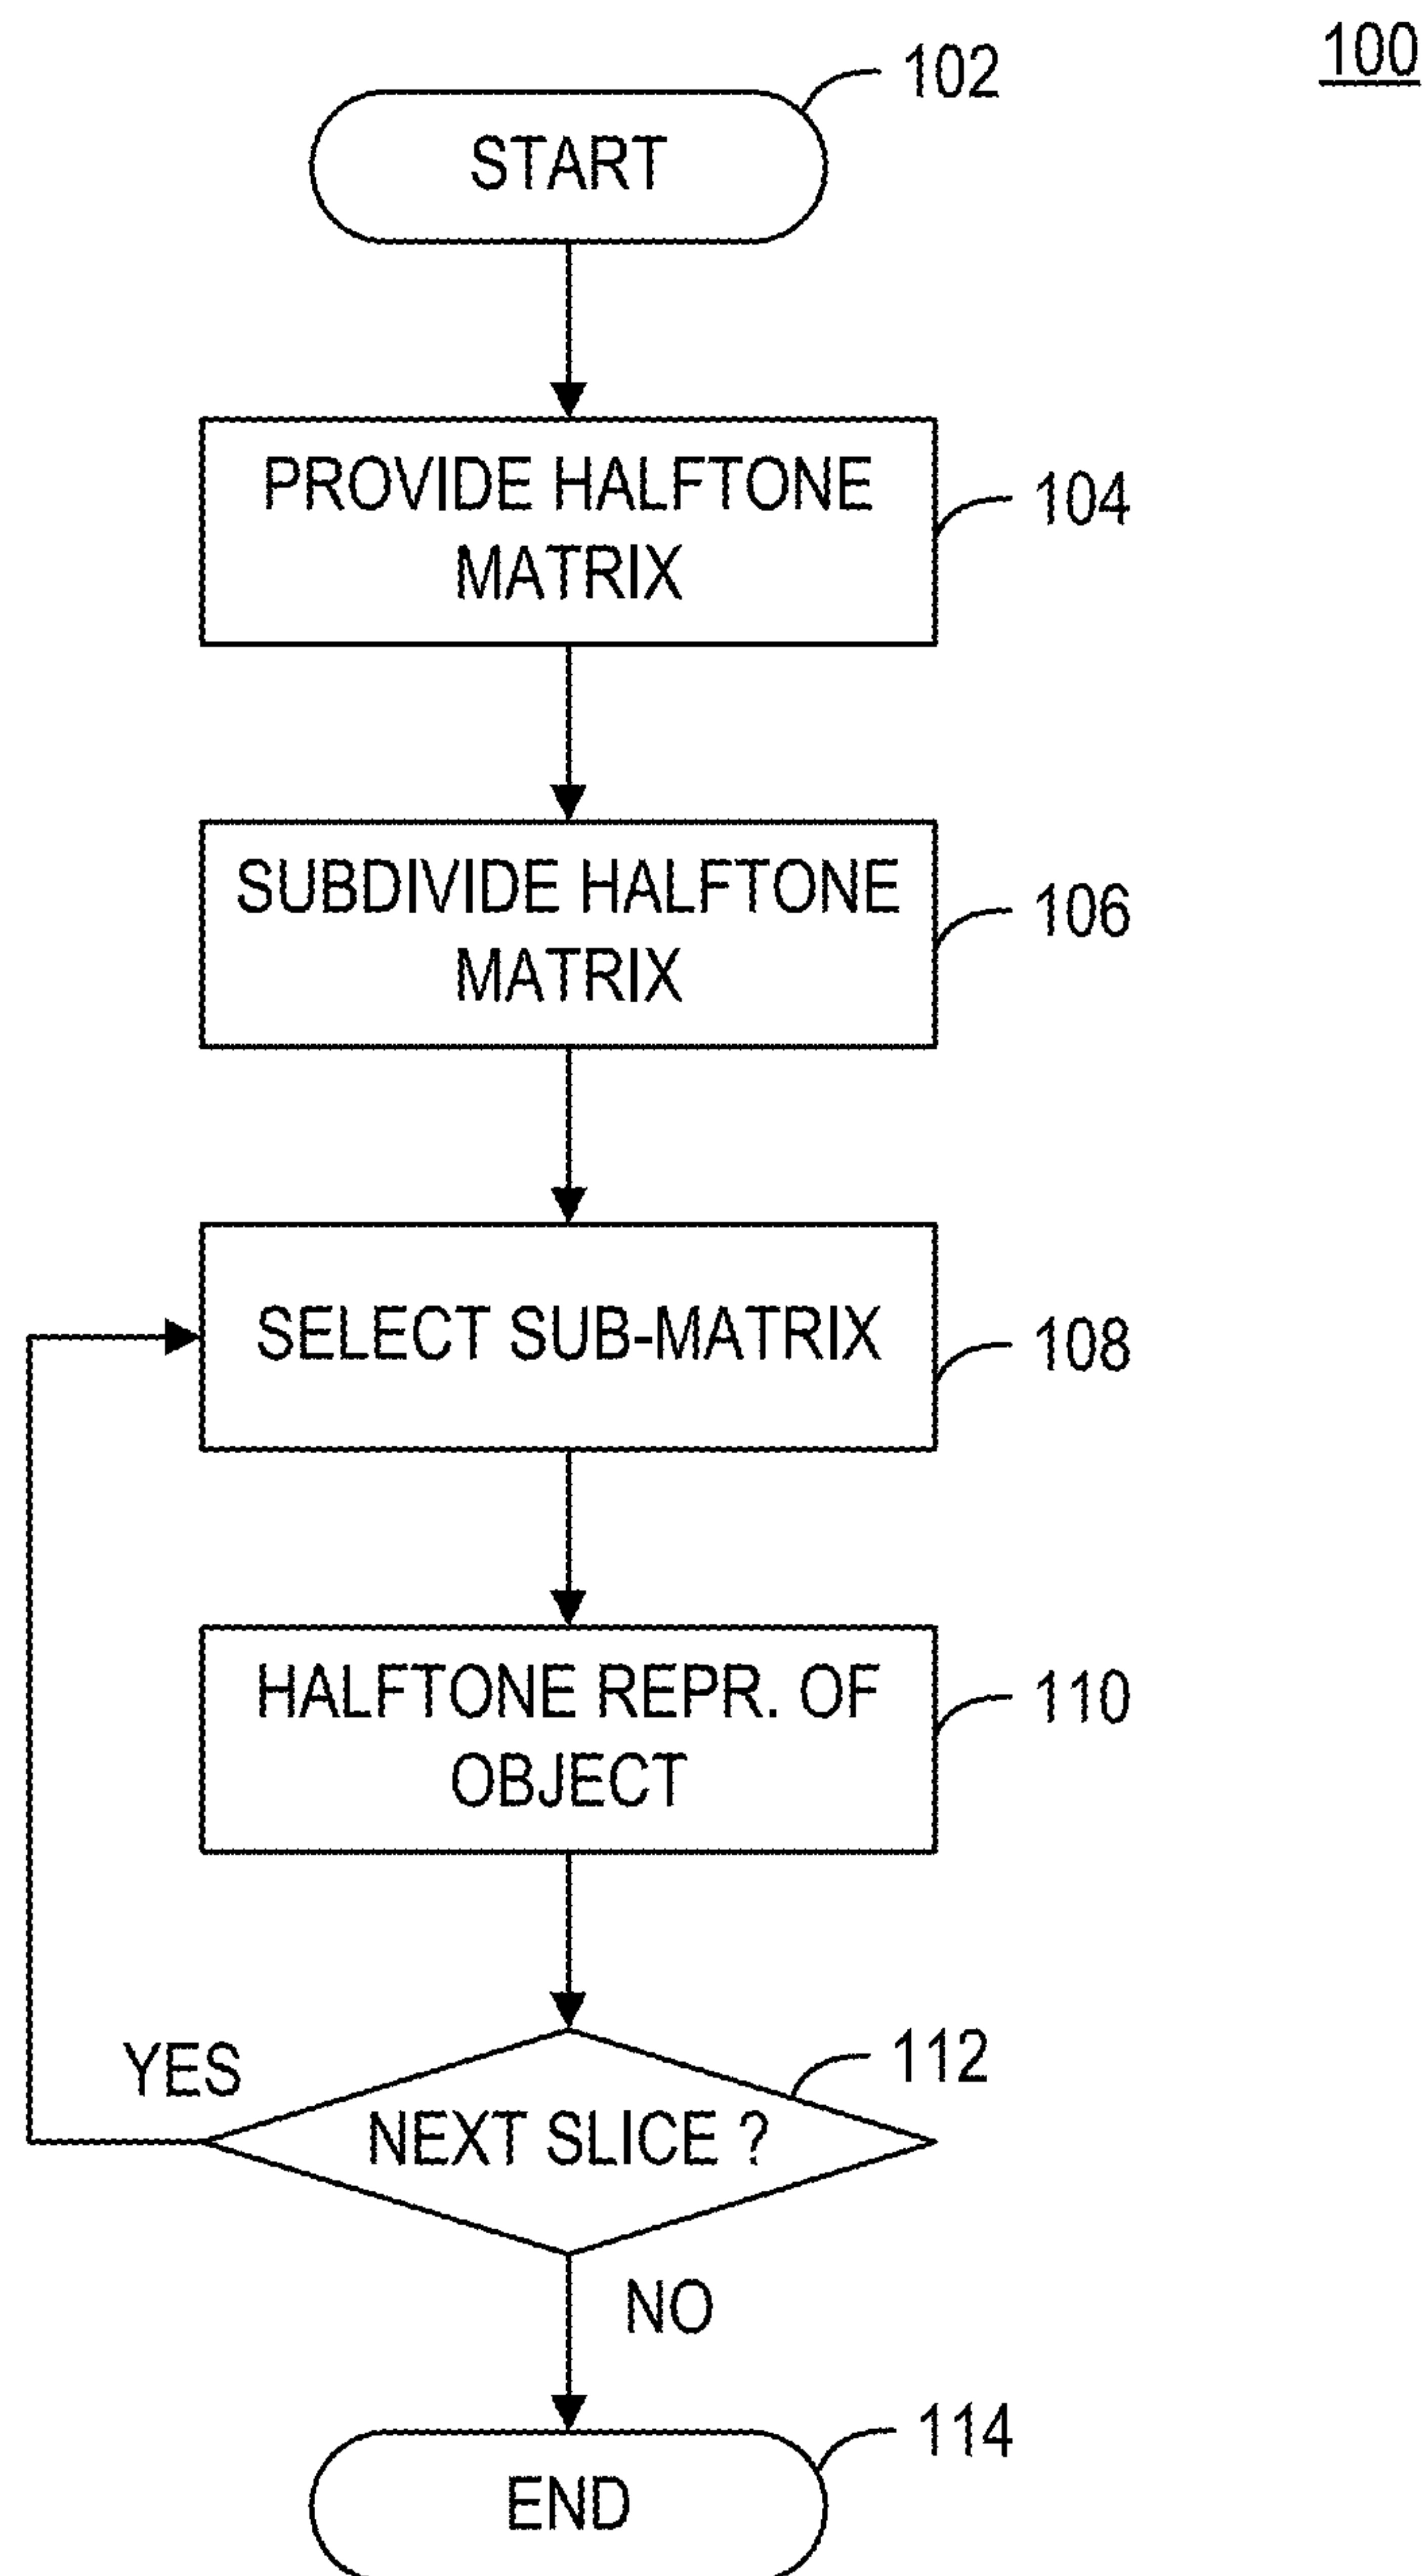 100
102
START
PROVIDE HALFTONE
MATRIX
104
SUBDIVIDE HALFTONE
MATRIX
106
SELECT SUB-MATRIX
108
HALFTONE REPR. OF
OBJECT
110
YES
112
NEXT SLICE ?
NO
114
END